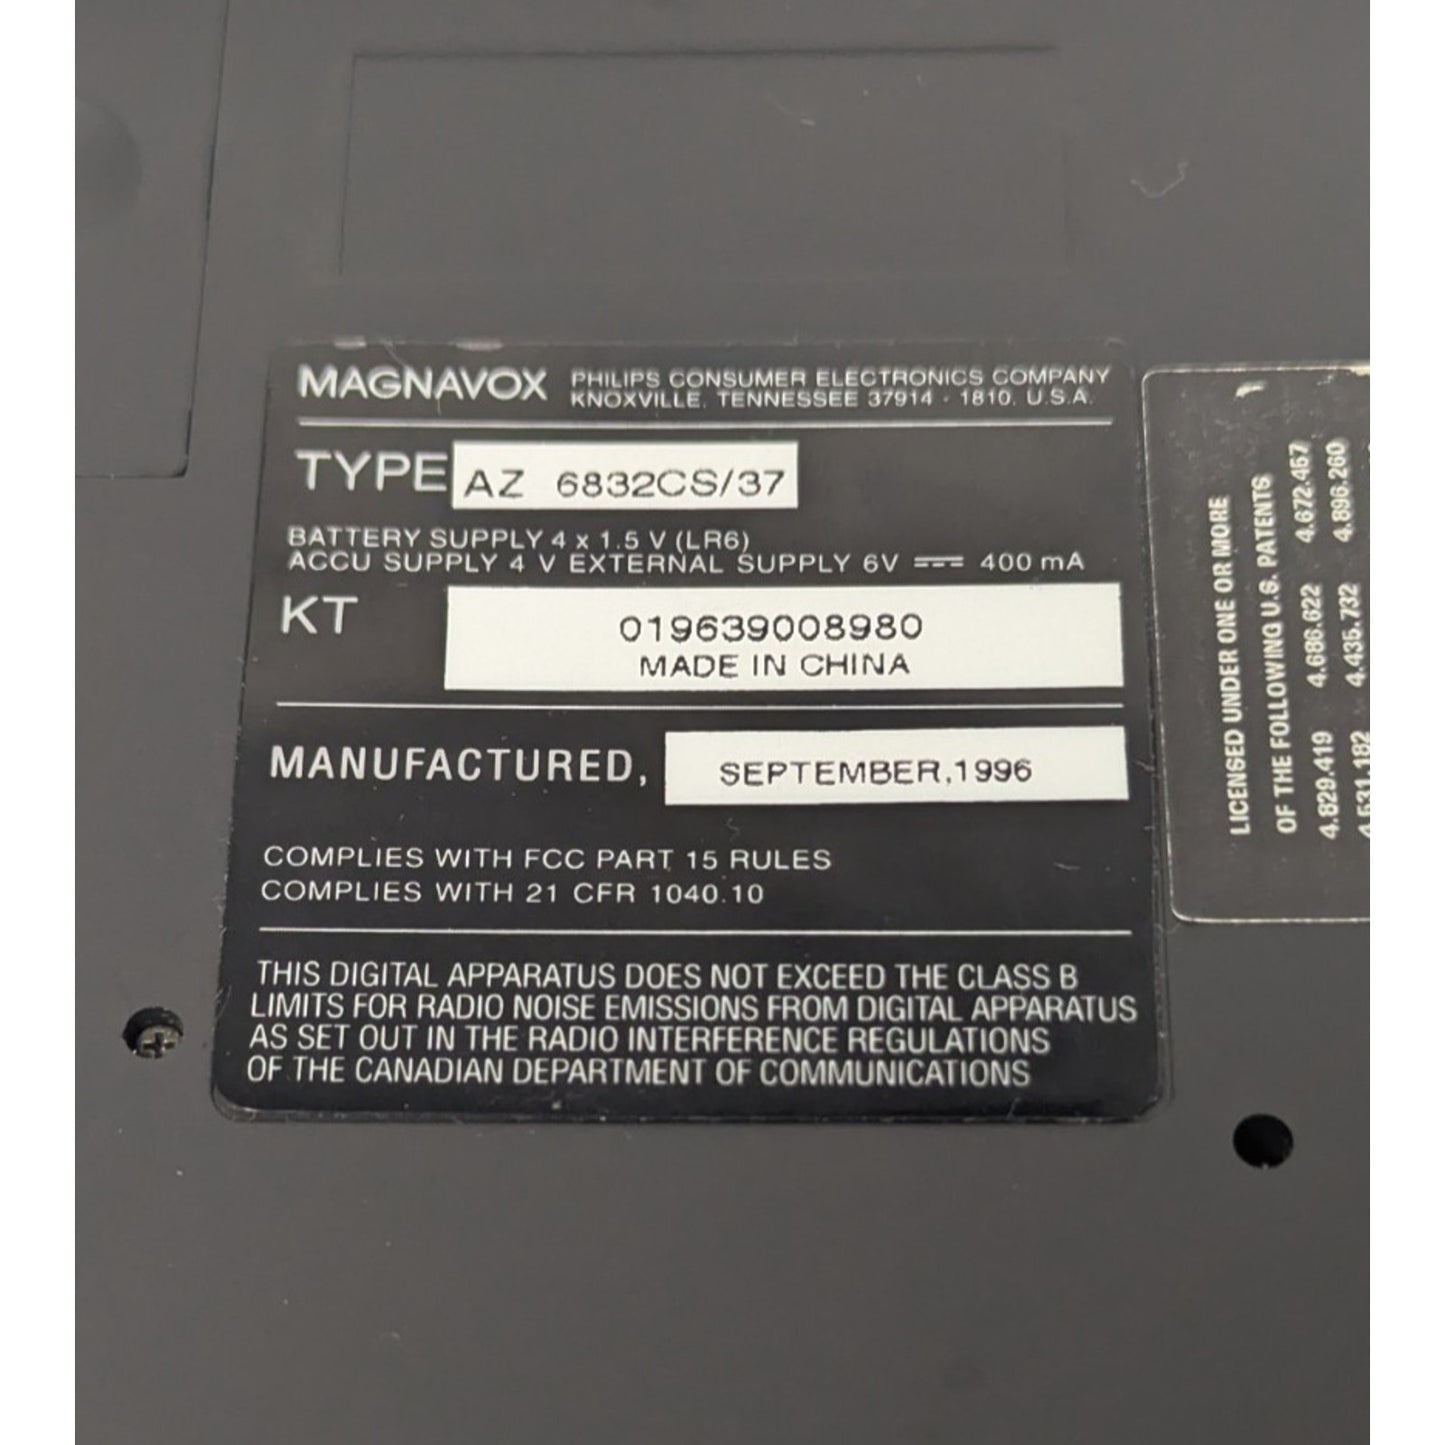 MAGNAVOX PHILIPS CONSUMER ELECTRONICS COMPANY
KNOXVILLE, TENNESSEE 37914 - 1810, U.S.A.
TYPE AZ 6832CS/37
BATTERY SUPPLY 4 x 1.5 V (LR6)
ACCU SUPPLY 4 V EXTERNAL SUPPLY 6V ⎓ 400 mA
KT 019639008980
MADE IN CHINA
MANUFACTURED, SEPTEMBER,1996
COMPLIES WITH FCC PART 15 RULES
COMPLIES WITH 21 CFR 1040.10
THIS DIGITAL APPARATUS DOES NOT EXCEED THE CLASS B
LIMITS FOR RADIO NOISE EMISSIONS FROM DIGITAL APPARATUS
AS SET OUT IN THE RADIO INTERFERENCE REGULATIONS
OF THE CANADIAN DEPARTMENT OF COMMUNICATIONS
LICENSED UNDER ONE OR MORE
OF THE FOLLOWING U.S. PATENTS
4.829.419 4.686.622 4.672.467
4.531.182 4.435.732 4.896.260